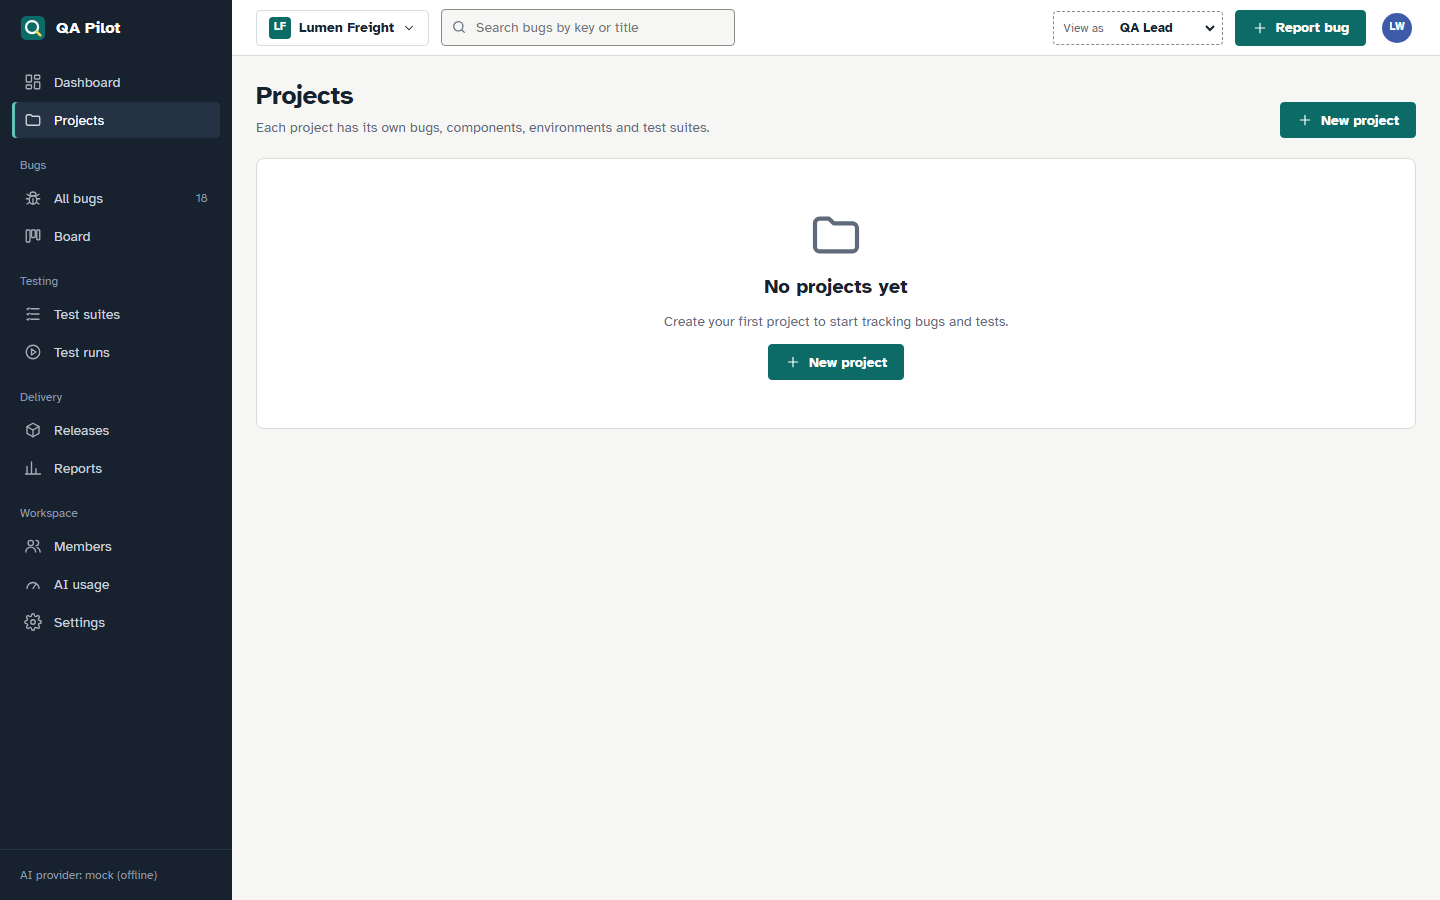 QA Pilot
LF Lumen Freight
Search bugs by key or title
View as QA Lead
Report bug
LW
Dashboard
Projects
Bugs
All bugs 18
Board
Testing
Test suites
Test runs
Delivery
Releases
Reports
Workspace
Members
AI usage
Settings
AI provider: mock (offline)
Projects
Each project has its own bugs, components, environments and test suites.
New project
No projects yet
Create your first project to start tracking bugs and tests.
New project